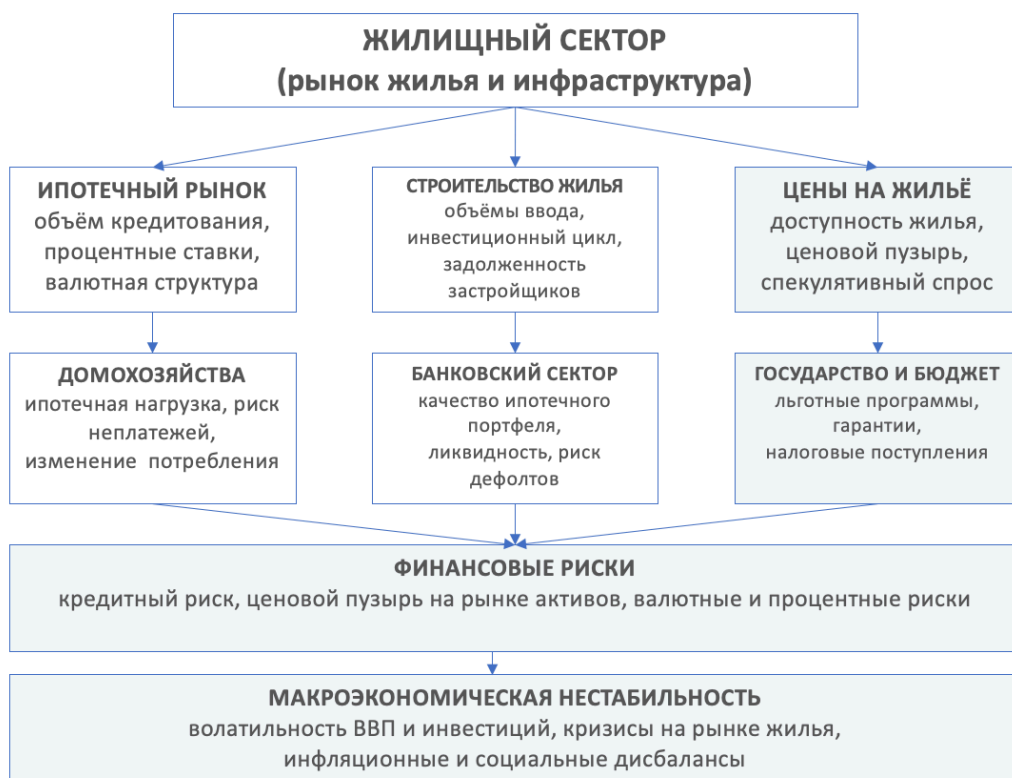 ЖИЛИЩНЫЙ СЕКТОР
(рынок жилья и инфраструктура)
ИПОТЕЧНЫЙ РЫНОК
объём кредитования,
процентные ставки,
валютная структура
СТРОИТЕЛЬСТВО ЖИЛЬЯ
объёмы ввода,
инвестиционный цикл,
задолженность
застройщиков
ЦЕНЫ НА ЖИЛЬЁ
доступность жилья,
ценовой пузырь,
спекулятивный спрос
ДОМОХОЗЯЙСТВА
ипотечная нагрузка, риск
неплатежей,
изменение потребления
БАНКОВСКИЙ СЕКТОР
качество ипотечного
портфеля,
ликвидность, риск
дефолтов
ГОСУДАРСТВО И БЮДЖЕТ
льготные программы,
гарантии,
налоговые поступления
ФИНАНСОВЫЕ РИСКИ
кредитный риск, ценовой пузырь на рынке активов, валютные и процентные риски
МАКРОЭКОНОМИЧЕСКАЯ НЕСТАБИЛЬНОСТЬ
волатильность ВВП и инвестиций, кризисы на рынке жилья,
инфляционные и социальные дисбалансы